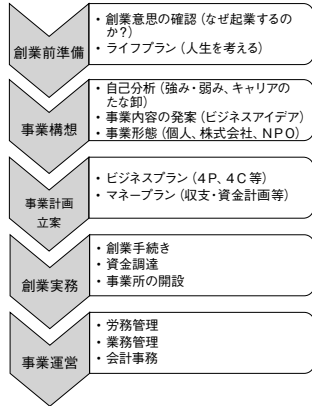 創業前準備
・創業意思の確認(なぜ起業するの
か?)
・ライフプラン(人生を考える)
事業構想
・自己分析(強み・弱み、キャリアの
たな卸)
・事業内容の発案(ビジネスアイデア)
・事業形態(個人、株式会社、NPO)
事業計画
立案
・ビジネスプラン(4P、4C等)
・マネープラン(収支・資金計画等)
創業実務
・創業手続き
・資金調達
・事業所の開設
事業運営
・労務管理
・業務管理
・会計事務